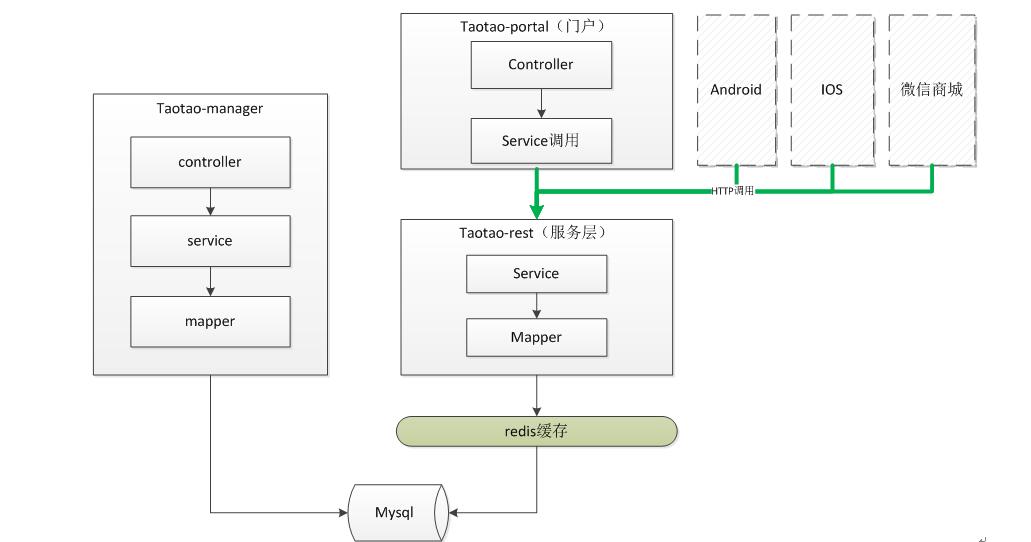 Taotao-portal（门户）
Controller
Service调用
Android
IOS
微信商城
HTTP调用
Taotao-manager
controller
service
mapper
Taotao-rest（服务层）
Service
Mapper
redis缓存
Mysql